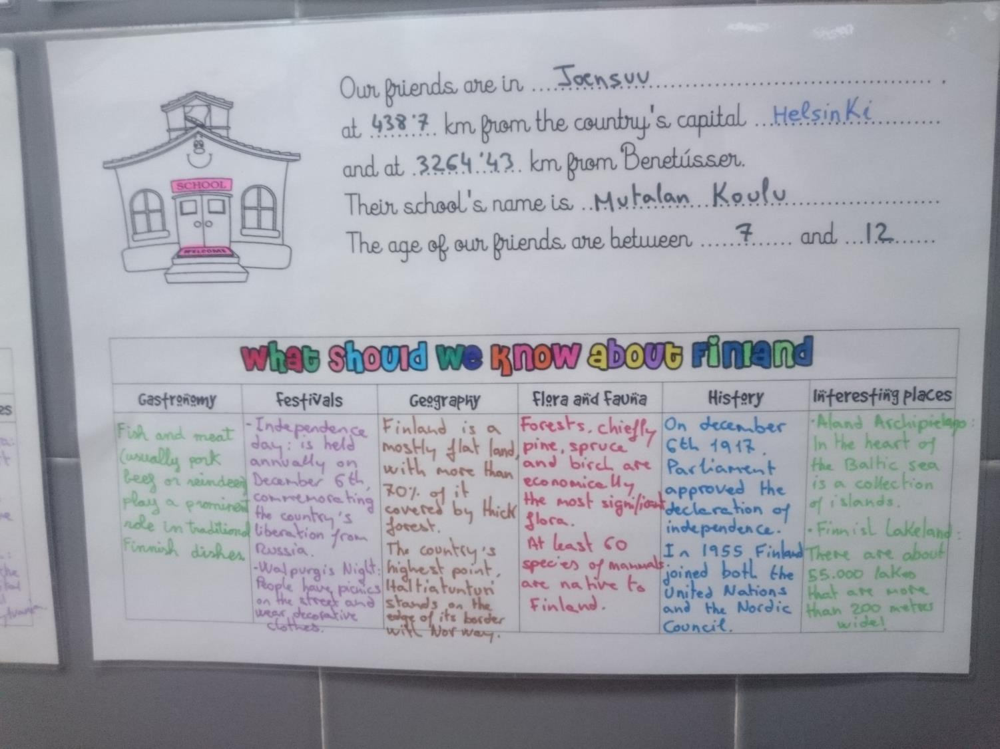 Our friends are in Joensuu .
at 438'7 km from the country's capital Helsinki
and at 3264'43 km from Benetússer.
Their school's name is Mutalan Koulu
The age of our friends are between 7 and 12
SCHOOL
WELCOME
What should we know about Finland
Gastronomy
Fish and meat
(usually pork
beef or reindeer
play a prominent
role in traditional
Finnish dishes
Festivals
-Independence
day: is held
annually on
December 6th,
commemorating
the country's
liberation from
Russia.
-Walpurgis Night:
People have picnics
on the street and
wear decorative
clothes.
Geography
Finland is a
mostly flat land,
with more than
70% of it
covered by thick
forest.
The country's
highest point,
Haltiatunturi
stands on the
edge of its border
with Norway.
Flora and Fauna
Forests, chiefly
pine, spruce
and birch are
economically
the most significant
flora.
At least 60
species of mammals
are native to
Finland.
History
On december
6th 1917,
Parliament
approved the
declaration of
independence.
In 1955 Finland
joined both the
United Nations
and the Nordic
Council.
Interesting places
·Aland Archipielago:
In the heart of
the Baltic sea
is a collection
of islands.
·Finnish Lakeland:
There are about
55.000 lakes
that are more
than 200 metres
wide!